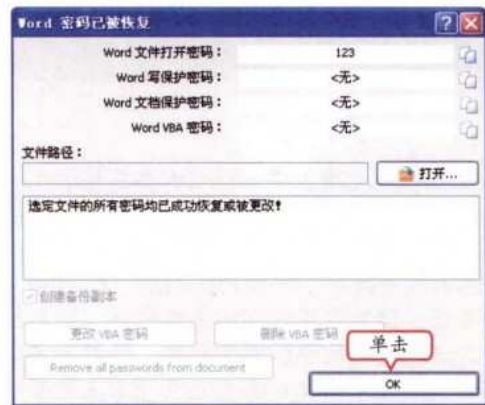 Word 密码已被恢复
Word 文件打开密码： 123
Word 写保护密码： <无>
Word 文档保护密码： <无>
Word VBA 密码： <无>
文件路径：
打开...
选定文件的所有密码均已成功恢复或被更改!
创建备份副本
更改 VBA 密码 删除 VBA 密码
单击
Remove all passwords from document
OK